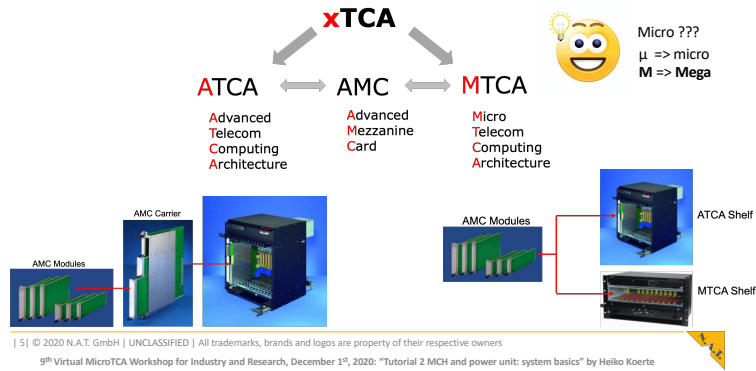 xTCA
Micro ???
µ => micro
M => Mega
ATCA
AMC
MTCA
Advanced
Telecom
Computing
Architecture
Advanced
Mezzanine
Card
Micro
Telecom
Computing
Architecture
AMC Modules
AMC Carrier
AMC Modules
ATCA Shelf
MTCA Shelf
| 5| © 2020 N.A.T. GmbH | UNCLASSIFIED | All trademarks, brands and logos are property of their respective owners
N.A.T.
9th Virtual MicroTCA Workshop for Industry and Research, December 1st, 2020: “Tutorial 2 MCH and power unit: system basics” by Heiko Koerte